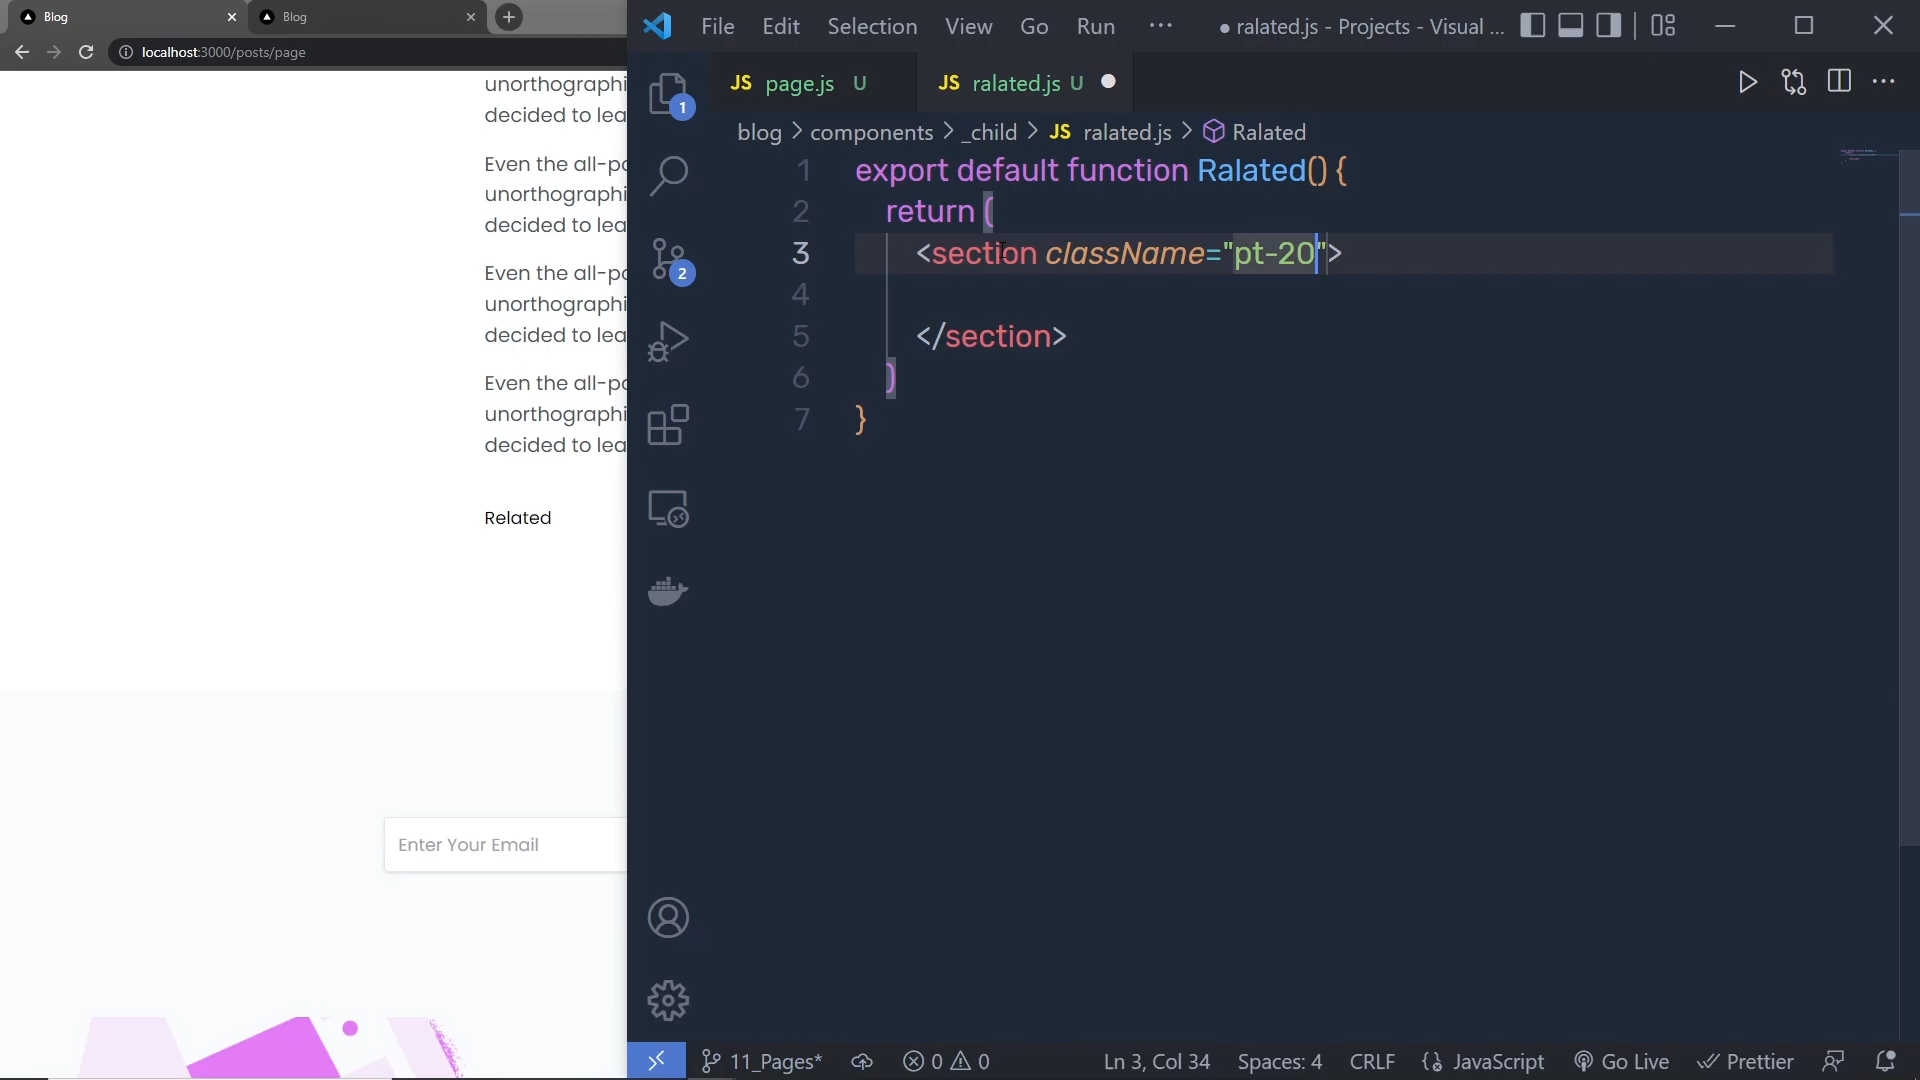 Blog
Blog
localhost:3000/posts/page
unorthographi
decided to lea
Even the all-po
unorthographi
decided to lea
Even the all-po
unorthographi
decided to lea
Even the all-po
unorthographi
decided to lea
Related
Enter Your Email
File Edit Selection View Go Run ··· ● ralated.js - Projects - Visual ...
JS page.js U JS ralated.js U
blog > components > _child > JS ralated.js > Ralated
1 export default function Ralated() {
2 return (
3 <section className="pt-20">
4
5 </section>
6 )
7 }
1
2
11_Pages* 0 0 Ln 3, Col 34 Spaces: 4 CRLF {} JavaScript Go Live Prettier